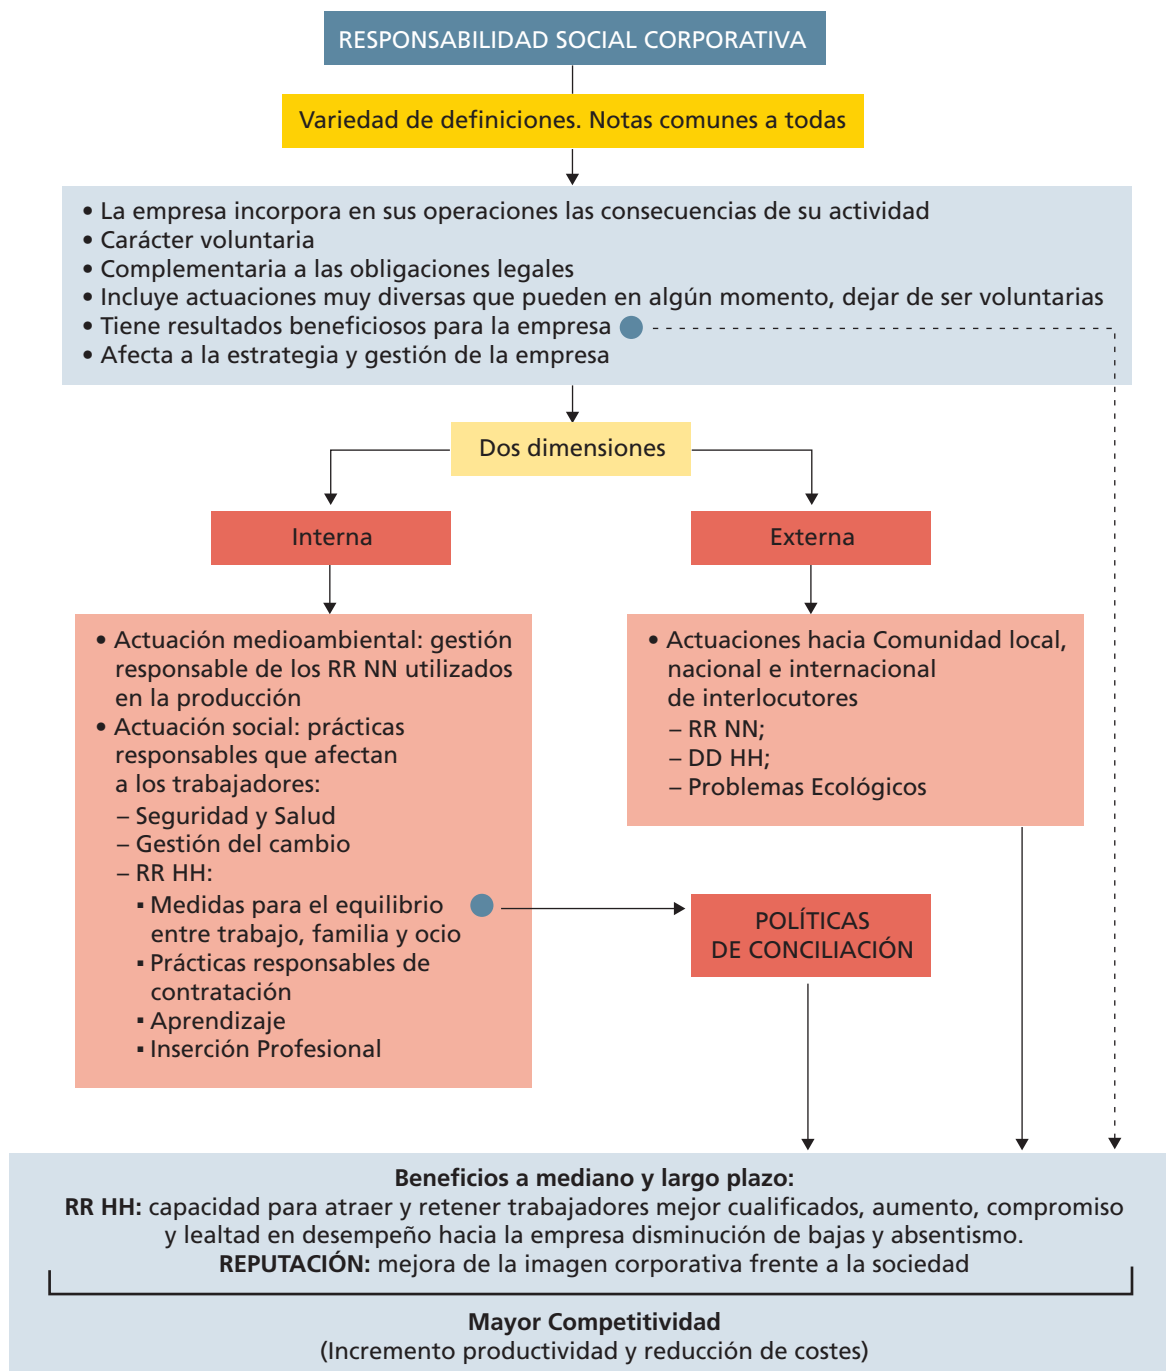 RESPONSABILIDAD SOCIAL CORPORATIVA
Variedad de definiciones. Notas comunes a todas
• La empresa incorpora en sus operaciones las consecuencias de su actividad
• Carácter voluntaria
• Complementaria a las obligaciones legales
• Incluye actuaciones muy diversas que pueden en algún momento, dejar de ser voluntarias
• Tiene resultados beneficiosos para la empresa
• Afecta a la estrategia y gestión de la empresa
Dos dimensiones
Interna
Externa
• Actuación medioambiental: gestión
responsable de los RR NN utilizados
en la producción
• Actuación social: prácticas
responsables que afectan
a los trabajadores:
– Seguridad y Salud
– Gestión del cambio
– RR HH:
▪ Medidas para el equilibrio
entre trabajo, familia y ocio
▪ Prácticas responsables de
contratación
▪ Aprendizaje
▪ Inserción Profesional
• Actuaciones hacia Comunidad local,
nacional e internacional
de interlocutores
– RR NN;
– DD HH;
– Problemas Ecológicos
POLÍTICAS
DE CONCILIACIÓN
Beneficios a mediano y largo plazo:
RR HH: capacidad para atraer y retener trabajadores mejor cualificados, aumento, compromiso
y lealtad en desempeño hacia la empresa disminución de bajas y absentismo.
REPUTACIÓN: mejora de la imagen corporativa frente a la sociedad
Mayor Competitividad
(Incremento productividad y reducción de costes)